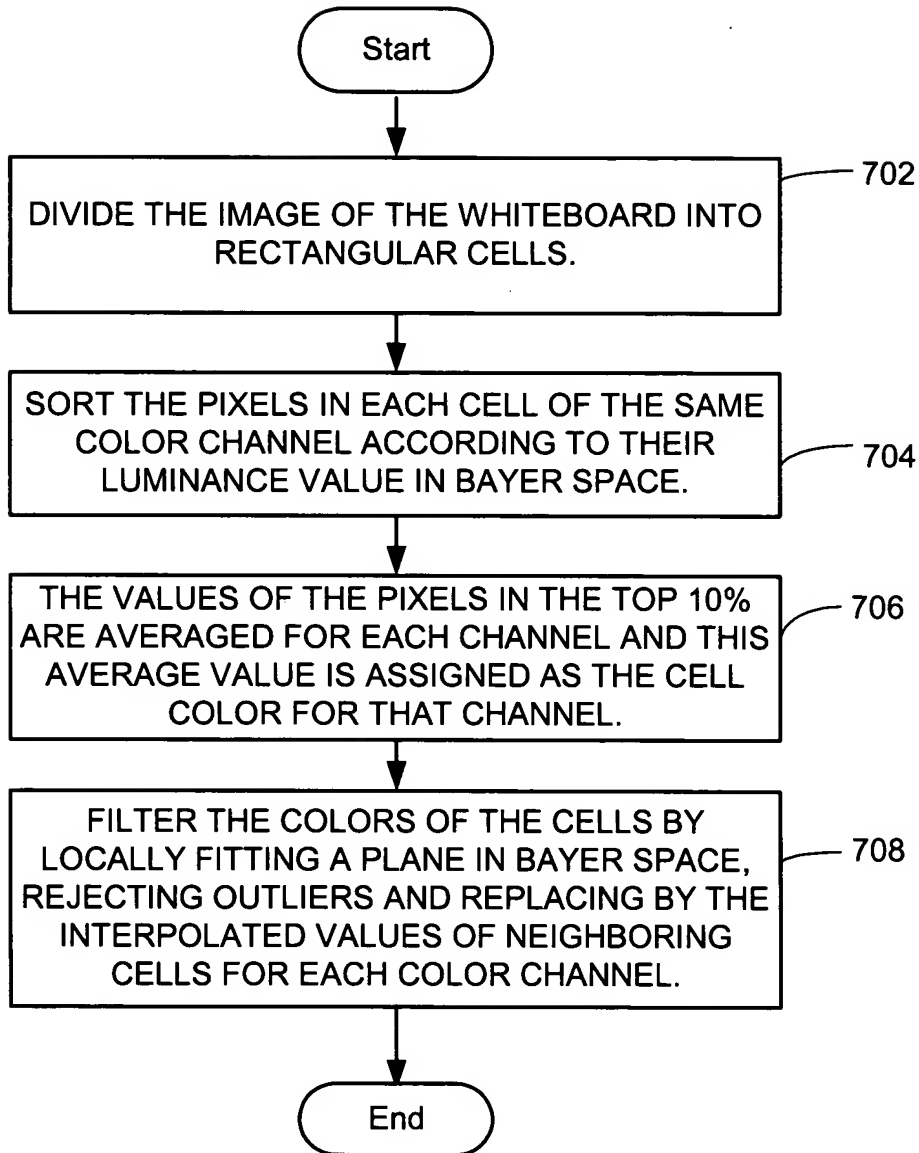 Start
DIVIDE THE IMAGE OF THE WHITEBOARD INTO
RECTANGULAR CELLS.
702
SORT THE PIXELS IN EACH CELL OF THE SAME
COLOR CHANNEL ACCORDING TO THEIR
LUMINANCE VALUE IN BAYER SPACE.
704
THE VALUES OF THE PIXELS IN THE TOP 10%
ARE AVERAGED FOR EACH CHANNEL AND THIS
AVERAGE VALUE IS ASSIGNED AS THE CELL
COLOR FOR THAT CHANNEL.
706
FILTER THE COLORS OF THE CELLS BY
LOCALLY FITTING A PLANE IN BAYER SPACE,
REJECTING OUTLIERS AND REPLACING BY THE
INTERPOLATED VALUES OF NEIGHBORING
CELLS FOR EACH COLOR CHANNEL.
708
End